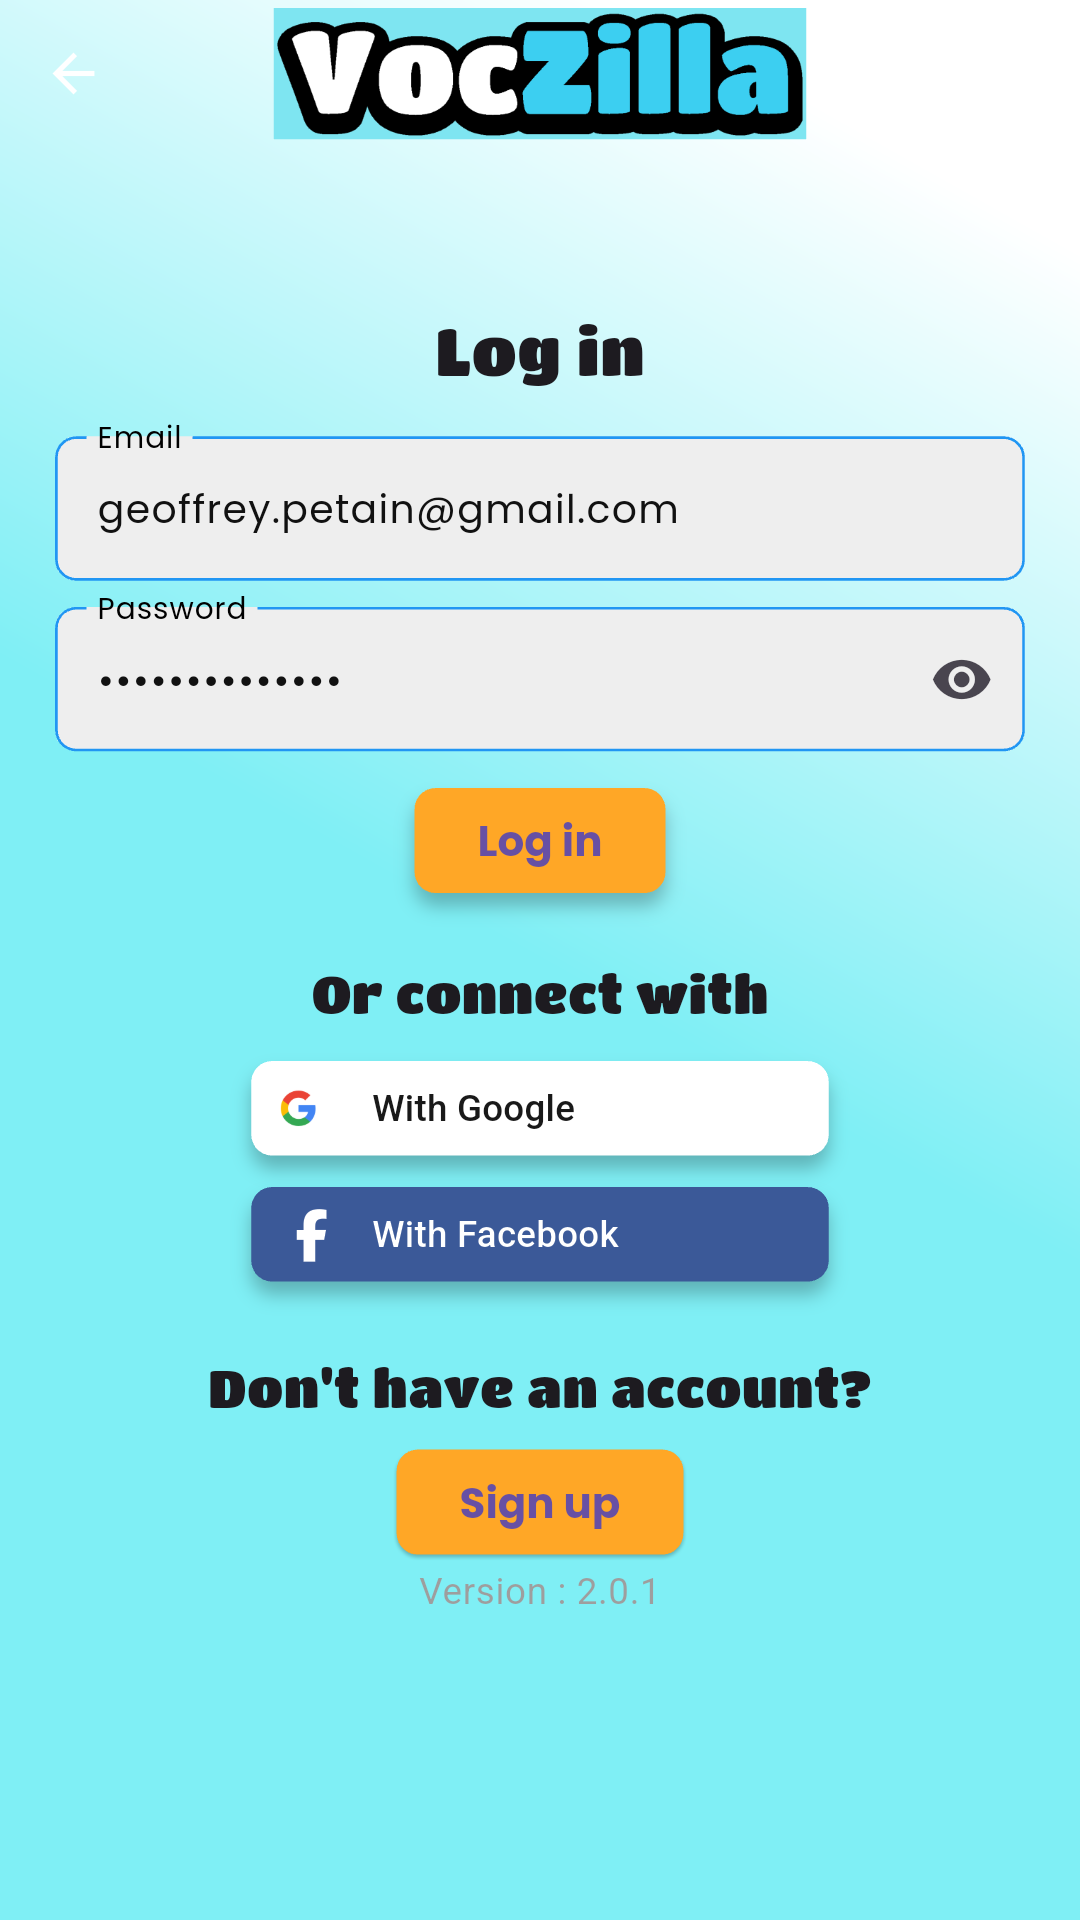 VocZilla
Log in
Email
geoffrey.petain@gmail.com
Password
••••••••••••••
Log in
Or connect with
With Google
With Facebook
Don't have an account?
Sign up
Version : 2.0.1